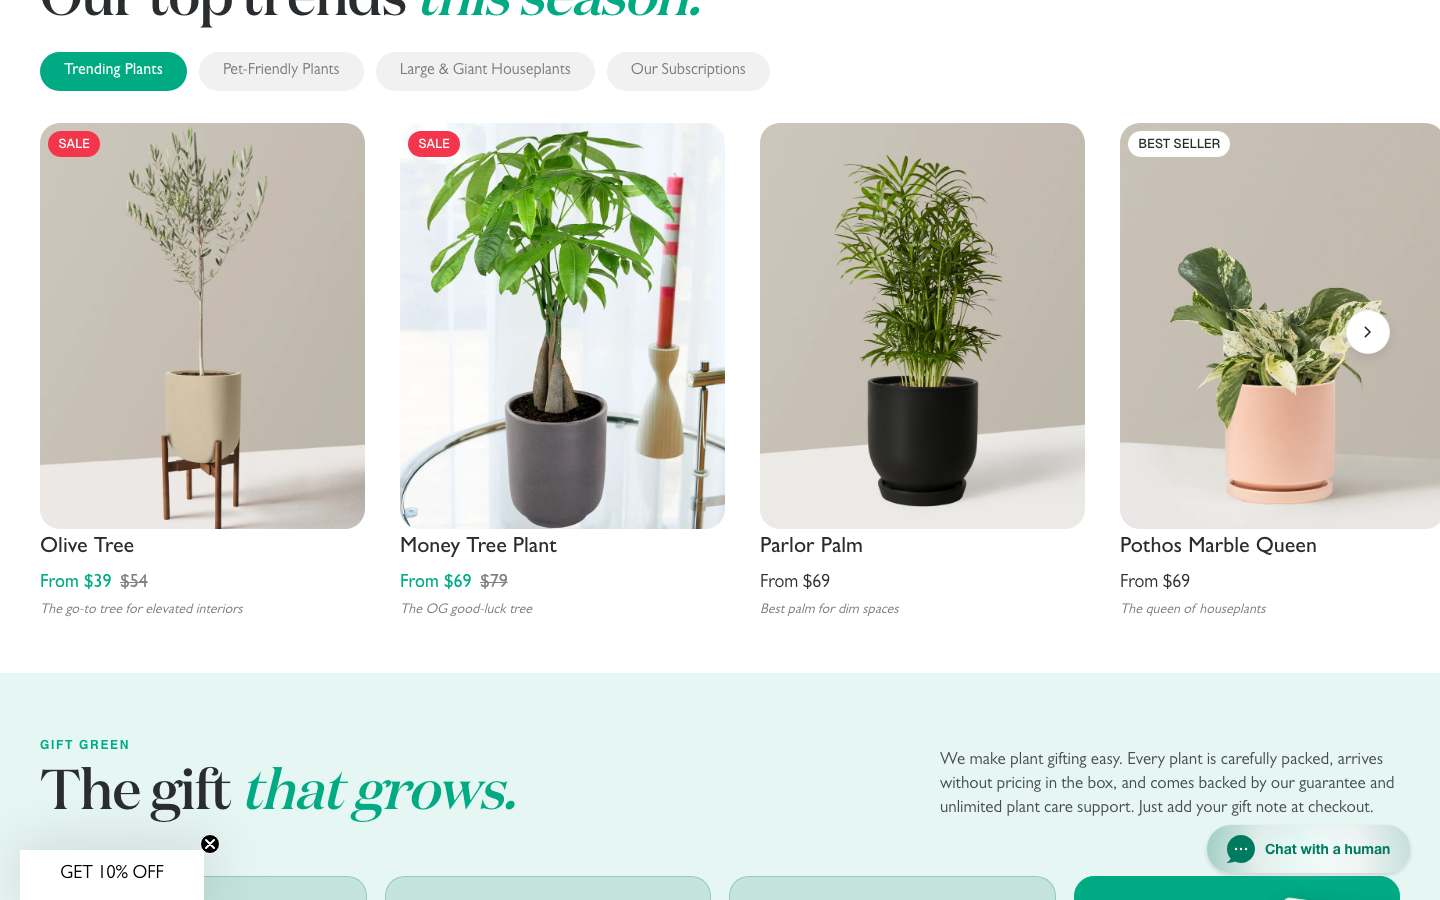 Our top trends this season.
Trending Plants
Pet-Friendly Plants
Large & Giant Houseplants
Our Subscriptions
SALE
SALE
BEST SELLER
Olive Tree
From $39 $54
The go-to tree for elevated interiors
Money Tree Plant
From $69 $79
The OG good-luck tree
Parlor Palm
From $69
Best palm for dim spaces
Pothos Marble Queen
From $69
The queen of houseplants
GIFT GREEN
The gift that grows.
We make plant gifting easy. Every plant is carefully packed, arrives
without pricing in the box, and comes backed by our guarantee and
unlimited plant care support. Just add your gift note at checkout.
Chat with a human
GET 10% OFF